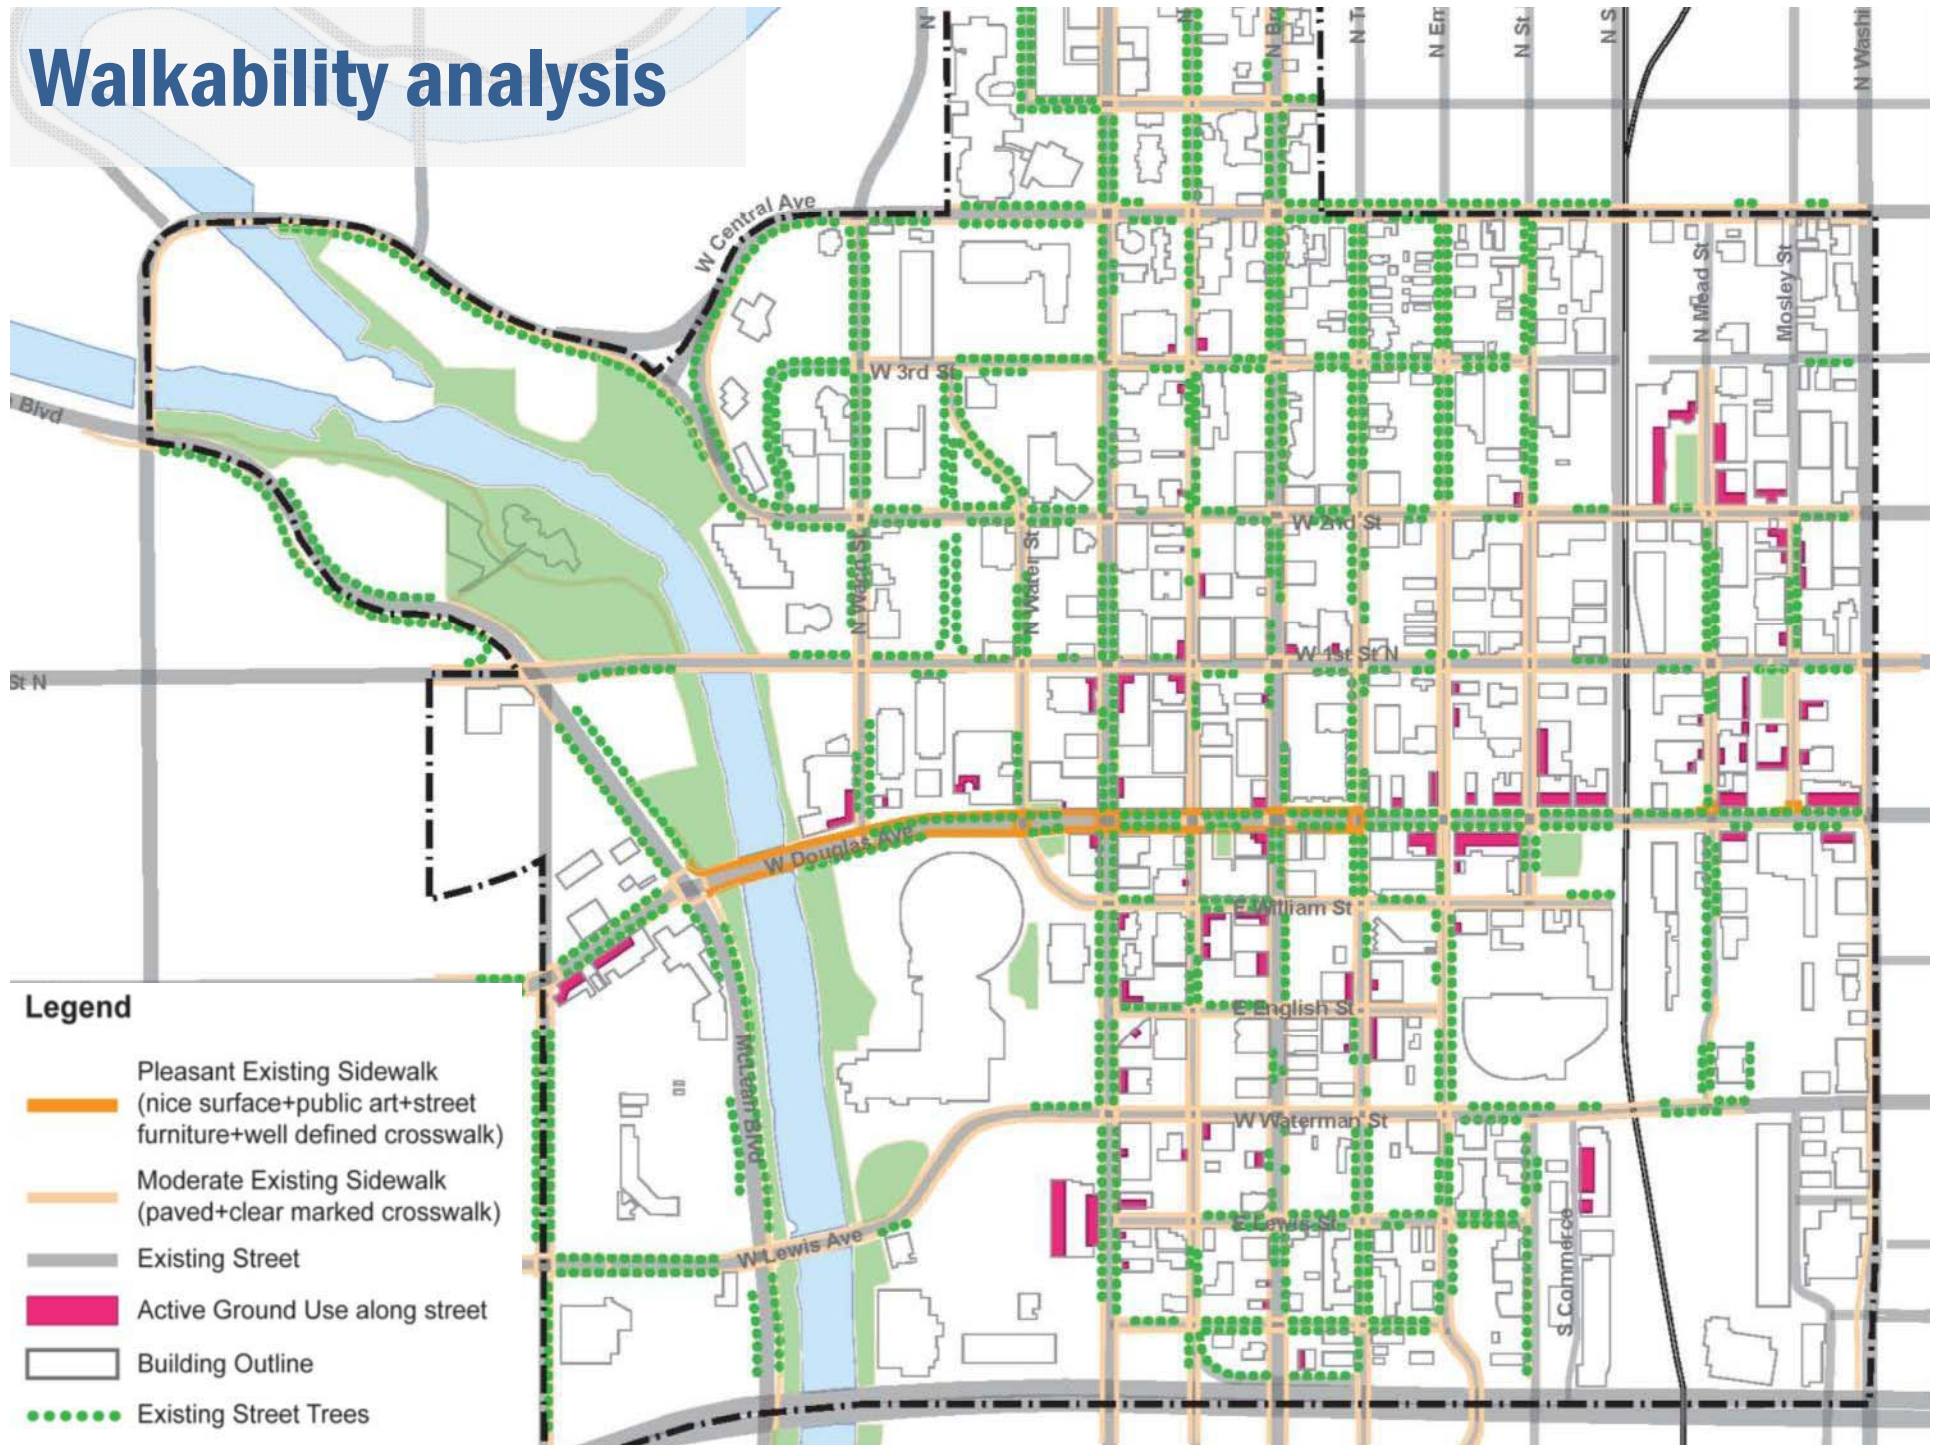 Walkability analysis
N
N
N Br
N T
N Em
N St
N S
N Washi
W Central Ave
N Mead St
Mosley St
W 3rd St
Blvd
W 2nd St
N Water St
W 1st St N
St N
W Douglas Ave
E William St
E English St
McLean Blvd
W Waterman St
E Lewis St
W Lewis Ave
S Commerce
Legend
Pleasant Existing Sidewalk
(nice surface+public art+street
furniture+well defined crosswalk)
Moderate Existing Sidewalk
(paved+clear marked crosswalk)
Existing Street
Active Ground Use along street
Building Outline
Existing Street Trees